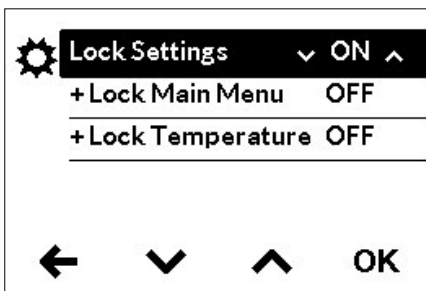 Lock Settings ON
+Lock Main Menu OFF
+Lock Temperature OFF
OK